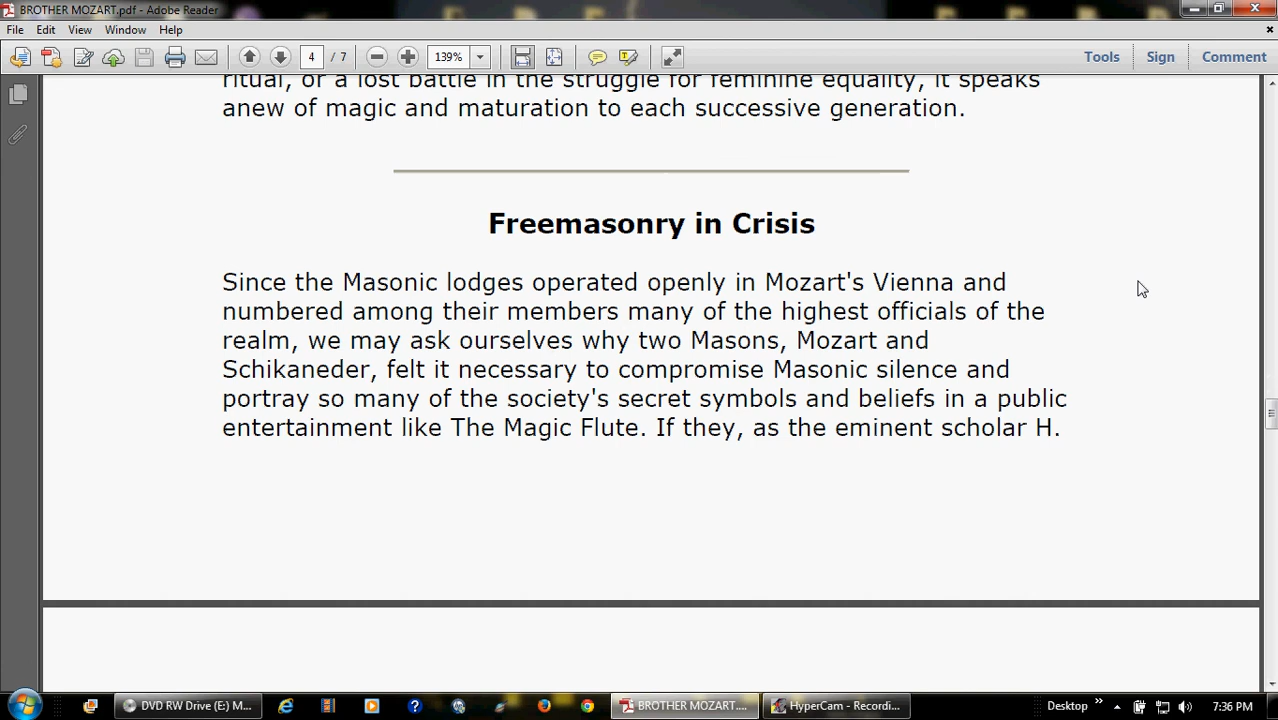 BROTHER MOZART.pdf - Adobe Reader
File Edit View Window Help
4 / 7 139% Tools Sign Comment
ritual, or a lost battle in the struggle for feminine equality, it speaks
anew of magic and maturation to each successive generation.
Freemasonry in Crisis
Since the Masonic lodges operated openly in Mozart's Vienna and
numbered among their members many of the highest officials of the
realm, we may ask ourselves why two Masons, Mozart and
Schikaneder, felt it necessary to compromise Masonic silence and
portray so many of the society's secret symbols and beliefs in a public
entertainment like The Magic Flute. If they, as the eminent scholar H.
DVD RW Drive (E:) M... BROTHER MOZART.... HyperCam - Recordi... Desktop 7:36 PM